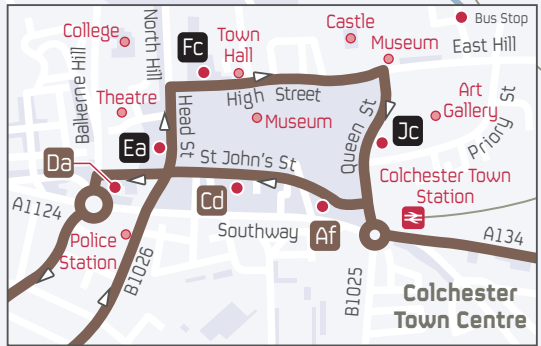 Bus Stop
College
North Hill
Fc
Town
Hall
Castle
Museum
East Hill
Balkerne Hill
Theatre
Head St
High Street
Museum
Queen St
Art
Gallery
Priory St
Ea
Jc
St John's St
Da
Cd
Af
Colchester Town
Station
A1124
Police
Station
Southway
A134
B1026
B1025
Colchester
Town Centre